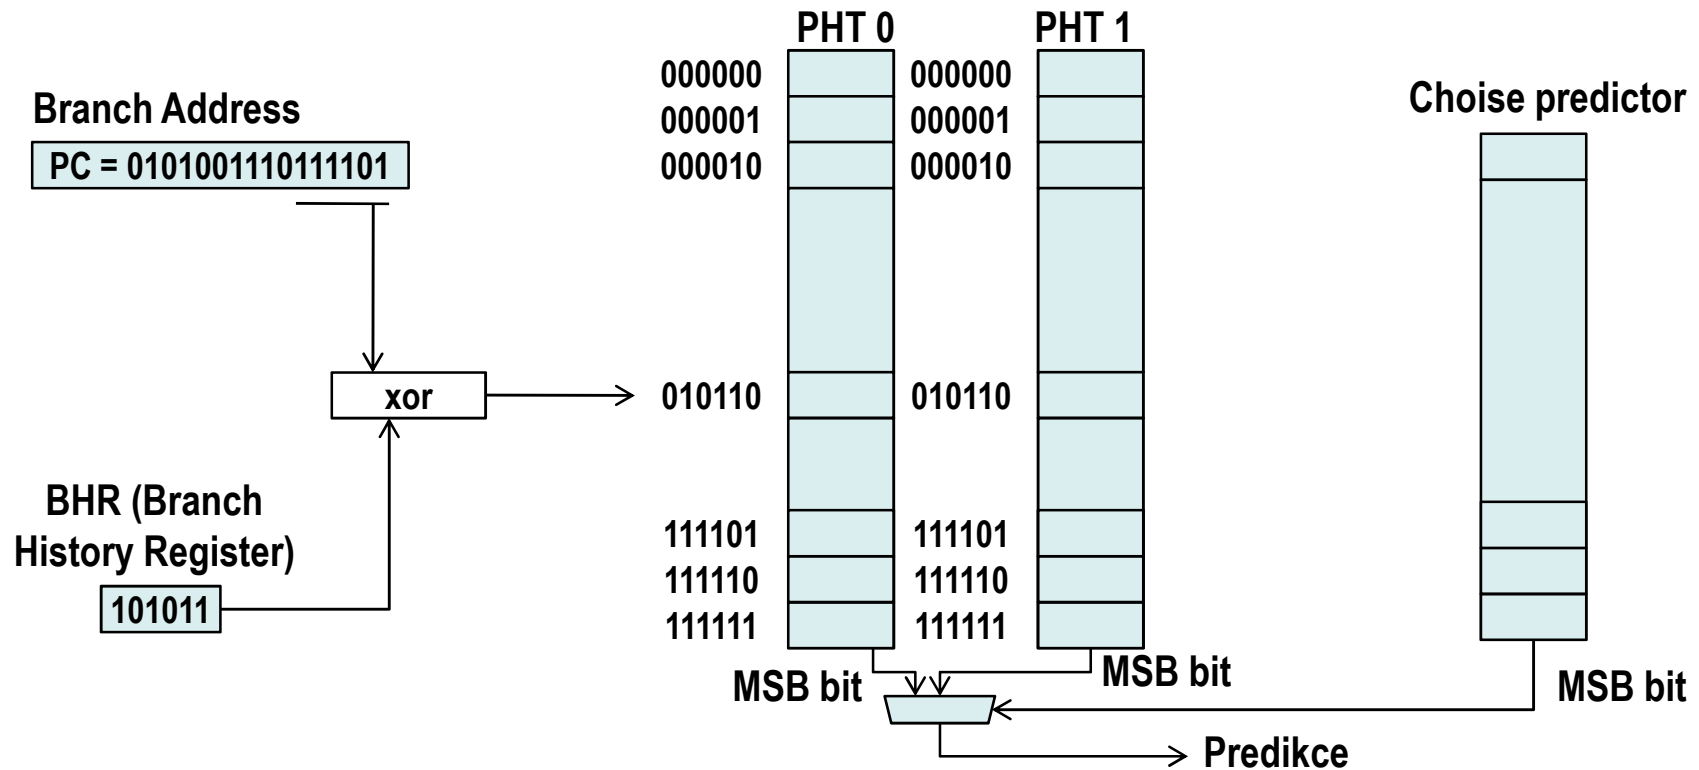 PHT 0
PHT 1
Branch Address
PC = 0101001110111101
000000
000001
000010
000000
000001
000010
Choise predictor
xor
010110
010110
BHR (Branch
History Register)
101011
111101
111110
111111
111101
111110
111111
MSB bit
MSB bit
MSB bit
Predikce